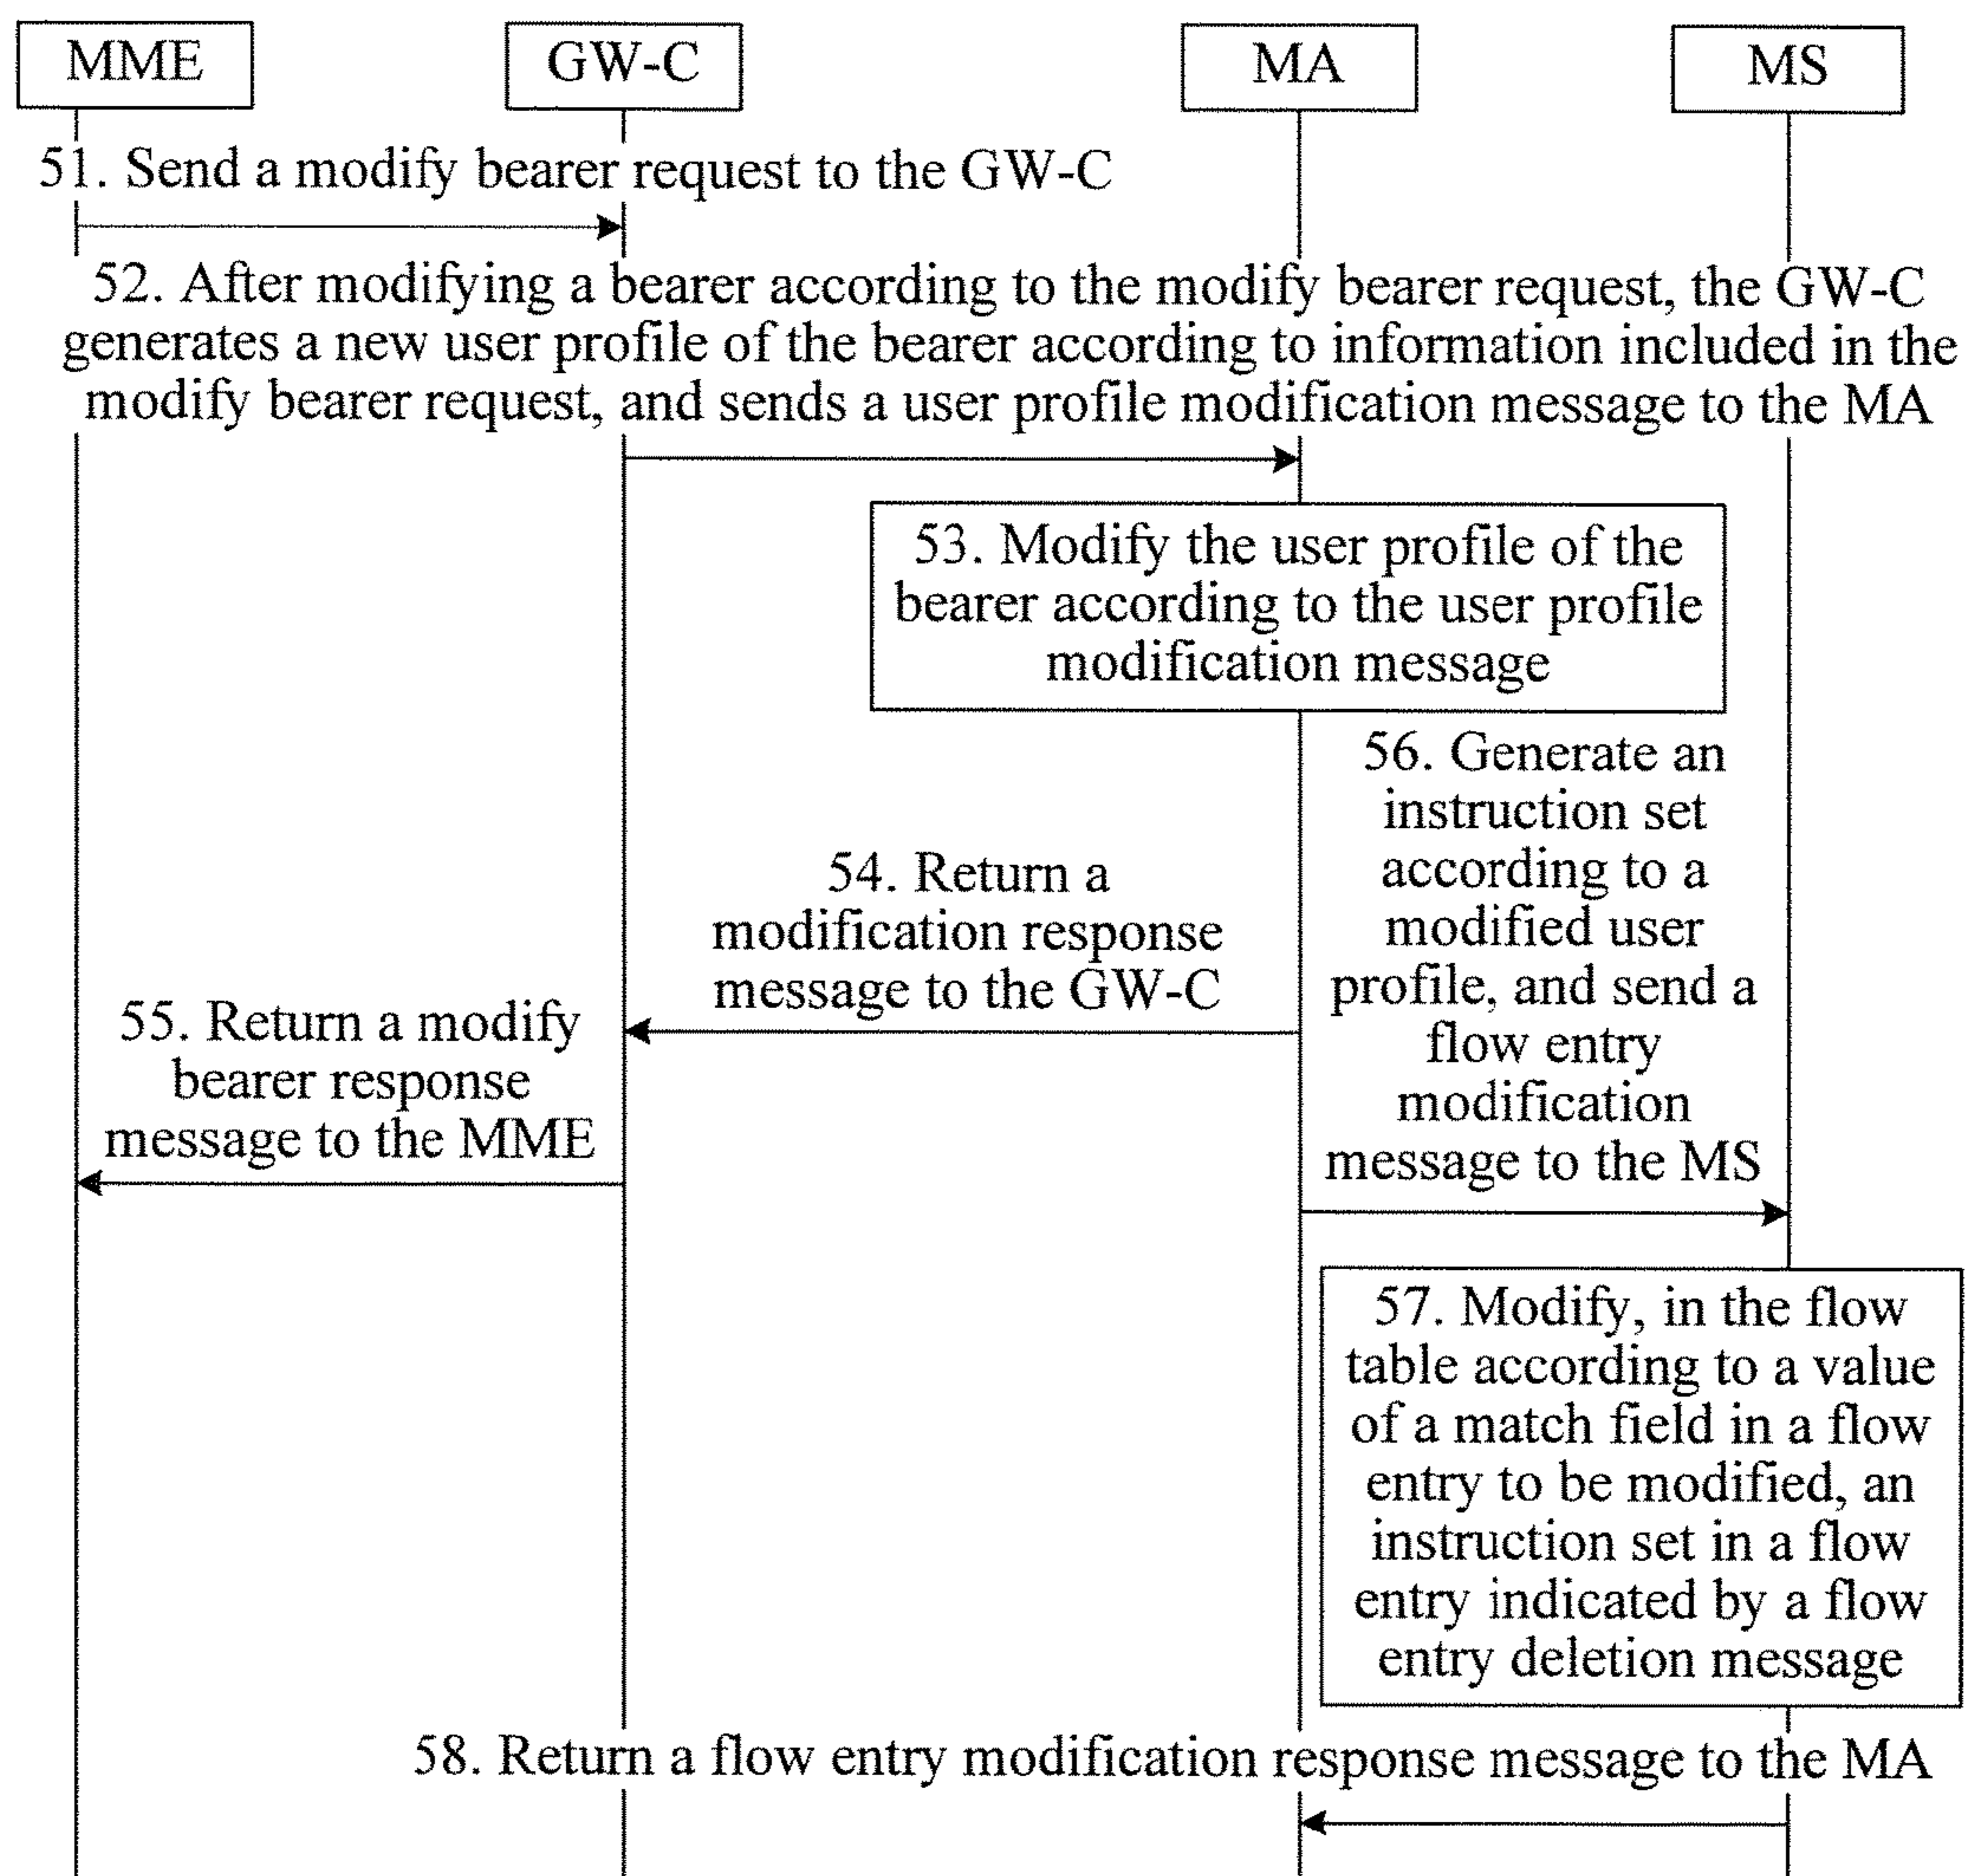 MME
GW-C
MA
MS
51. Send a modify bearer request to the GW-C
52. After modifying a bearer according to the modify bearer request, the GW-C
generates a new user profile of the bearer according to information included in the
modify bearer request, and sends a user profile modification message to the MA
53. Modify the user profile of the
bearer according to the user profile
modification message
54. Return a
modification response
message to the GW-C
55. Return a modify
bearer response
message to the MME
56. Generate an
instruction set
according to a
modified user
profile, and send a
flow entry
modification
message to the MS
57. Modify, in the flow
table according to a value
of a match field in a flow
entry to be modified, an
instruction set in a flow
entry indicated by a flow
entry deletion message
58. Return a flow entry modification response message to the MA